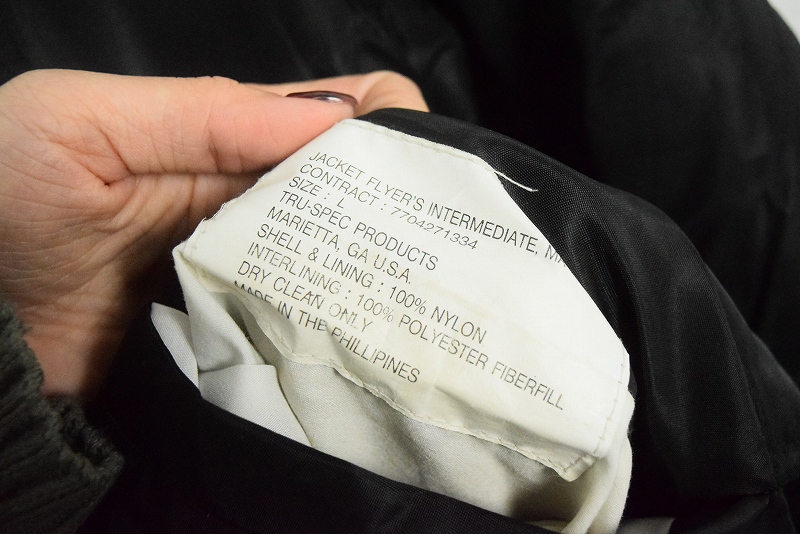 JACKET FLYER'S INTERMEDIATE,
CONTRACT : 7704271334
SIZE : L
TRU-SPEC PRODUCTS
MARIETTA, GA U.S.A.
SHELL & LINING : 100% NYLON
INTERLINING : 100% POLYESTER FIBERFILL
DRY CLEAN ONLY
MADE IN THE PHILLIPINES